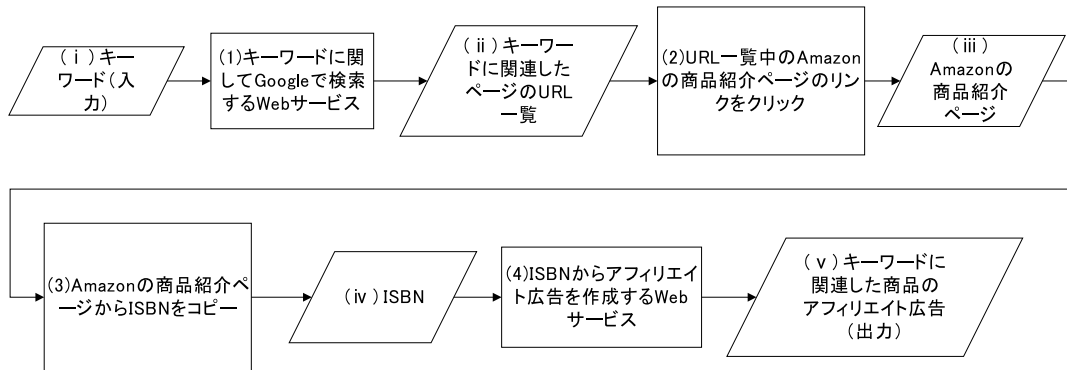 (ⅰ)キー
ワード(入
力)
(1)キーワードに関
してGoogleで検索
するWebサービス
(ⅱ)キーワー
ドに関連した
ページのURL
一覧
(2)URL一覧中のAmazon
の商品紹介ページのリン
クをクリック
(ⅲ)
Amazonの
商品紹介
ページ
(3)Amazonの商品紹介ペ
ージからISBNをコピー
(ⅳ)ISBN
(4)ISBNからアフィリエイ
ト広告を作成するWeb
サービス
(ⅴ)キーワードに
関連した商品の
アフィリエイト広告
(出力)